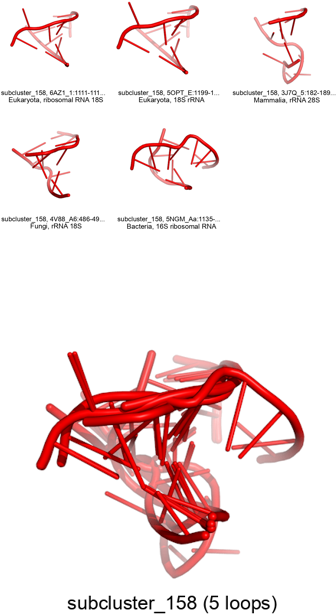 subcluster_158, 6AZ1_1:1111-111...
Eukaryota, ribosomal RNA 18S
subcluster_158, 5OPT_E:1199-1...
Eukaryota, 18S rRNA
subcluster_158, 3J7Q_5:182-189...
Mammalia, rRNA 28S
subcluster_158, 4V88_A6:486-49...
Fungi, rRNA 18S
subcluster_158, 5NGM_Aa:1135-...
Bacteria, 16S ribosomal RNA
subcluster_158 (5 loops)